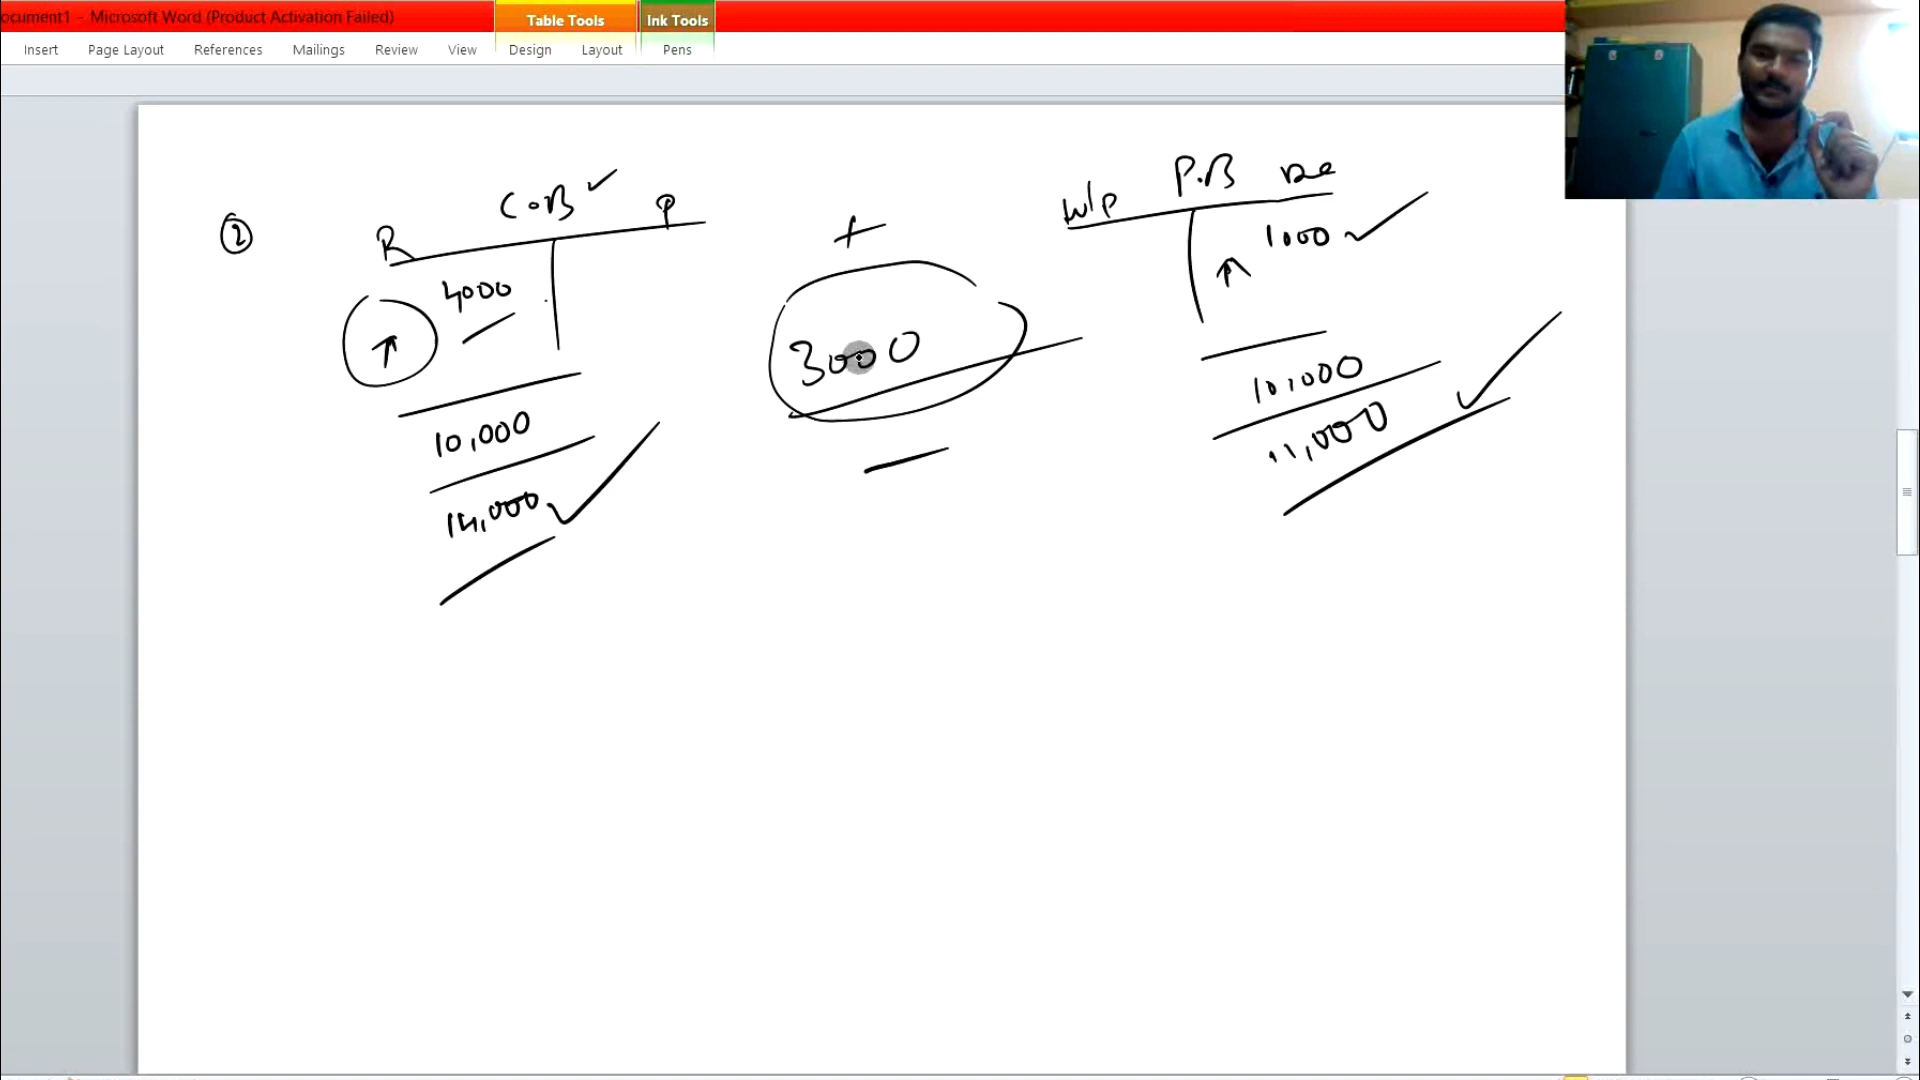 ocument1 - Microsoft Word (Product Activation Failed)
Table Tools
Ink Tools
Insert Page Layout References Mailings Review View Design Layout Pens
②
C.B ✓
R P
4000
↑
10,000
14,000 ✓
+
3000
P.B
w/p De
1000 ✓
↑
10,000
11,000 ✓